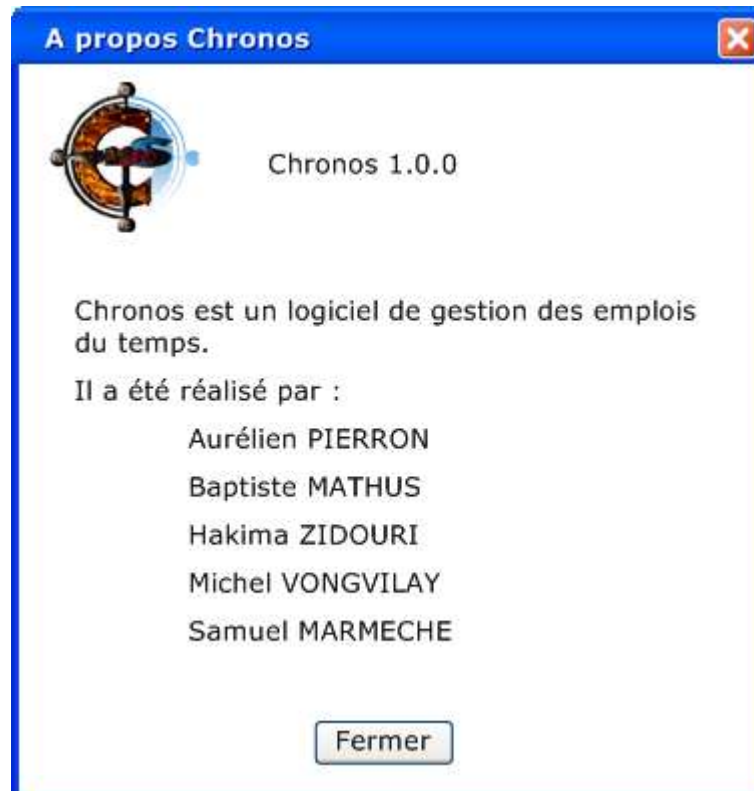 A propos Chronos
Chronos 1.0.0
Chronos est un logiciel de gestion des emplois
du temps.
Il a été réalisé par :
Aurélien PIERRON
Baptiste MATHUS
Hakima ZIDOURI
Michel VONGVILAY
Samuel MARMECHE
Fermer